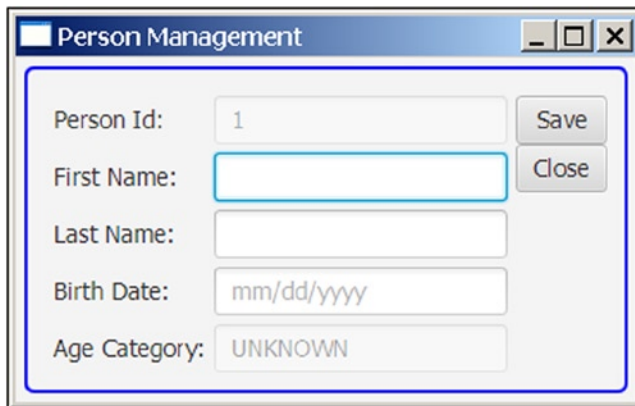 Person Management
Person Id: 1 Save
First Name: Close
Last Name:
Birth Date: mm/dd/yyyy
Age Category: UNKNOWN